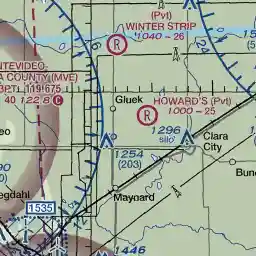 (Pvt)
WINTER STRIP
1040 - 26
R
NTEVIDEO
A COUNTY (MVE)
119.675
40 122.8 C
Gluek
HOWARD'S (Pvt)
1000 - 25
R
1296
silo
Clara
City
eo
1254
(203)
Maynard
egdahl
1535
1446